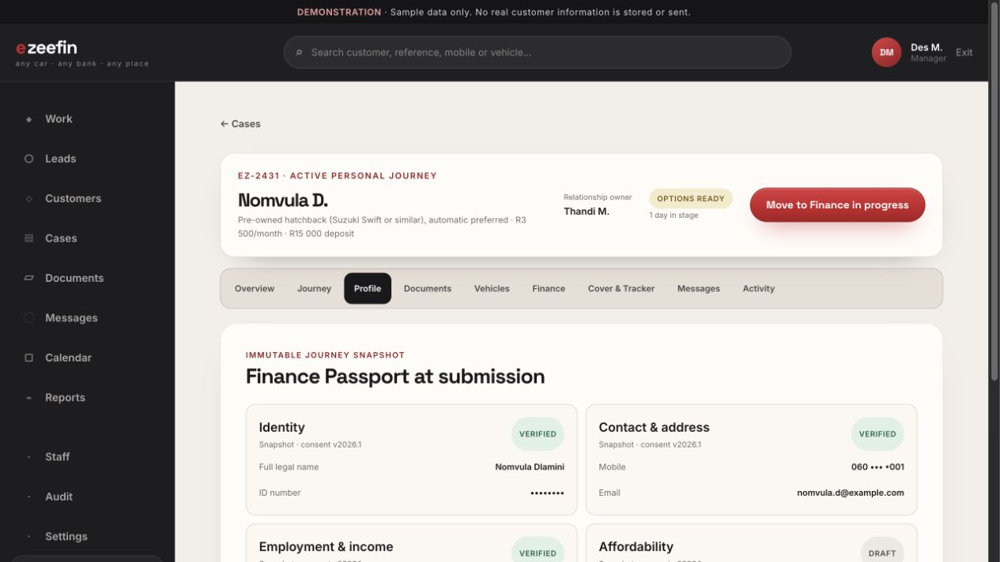 DEMONSTRATION · Sample data only. No real customer information is stored or sent.
ezeefin
any car · any bank · any place
Search customer, reference, mobile or vehicle...
DM
Des M.
Manager
Exit
Work
Leads
Customers
Cases
Documents
Messages
Calendar
Reports
Staff
Audit
Settings
← Cases
EZ-2431 · ACTIVE PERSONAL JOURNEY
Nomvula D.
Pre-owned hatchback (Suzuki Swift or similar), automatic preferred · R3
500/month · R15 000 deposit
Relationship owner
Thandi M.
OPTIONS READY
1 day in stage
Move to Finance in progress
Overview Journey Profile Documents Vehicles Finance Cover & Tracker Messages Activity
IMMUTABLE JOURNEY SNAPSHOT
Finance Passport at submission
Identity
VERIFIED
Snapshot · consent v2026.1
Full legal name Nomvula Dlamini
ID number ••••••••
Contact & address
VERIFIED
Snapshot · consent v2026.1
Mobile 060 ••• •001
Email nomvula.d@example.com
Employment & income
VERIFIED
Affordability
DRAFT